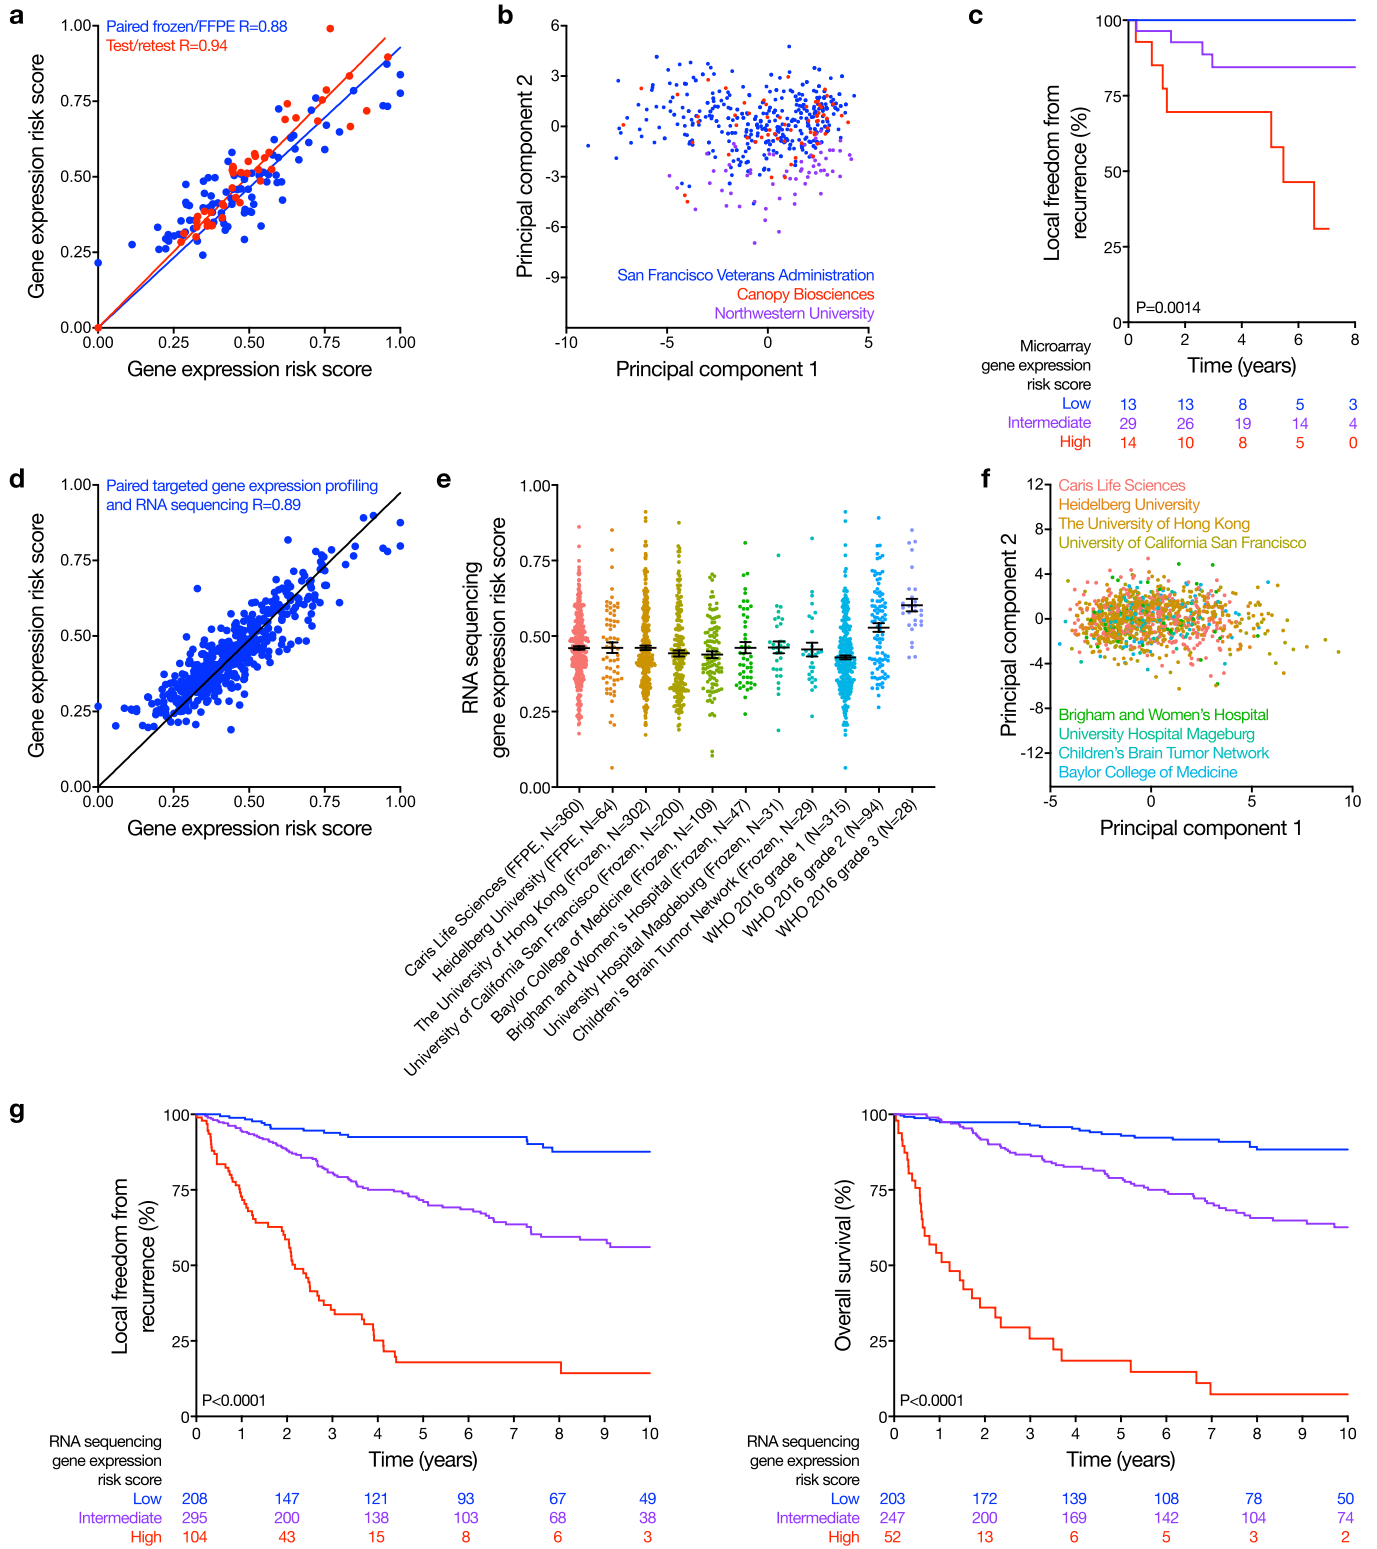 a
Paired frozen/FFPE R=0.88
Test/retest R=0.94
Gene expression risk score
1.00
0.75
0.50
0.25
0.00
0.00
0.25
0.50
0.75
1.00
Gene expression risk score
b
Principal component 2
6
3
0
-3
-6
-9
San Francisco Veterans Administration
Canopy Biosciences
Northwestern University
-10
-5
0
5
Principal component 1
c
Local freedom from
recurrence (%)
100
75
50
25
0
P=0.0014
0
2
4
6
8
Time (years)
Microarray
gene expression
risk score
Low 13 13 8 5 3
Intermediate 29 26 19 14 4
High 14 10 8 5 0
d
Paired targeted gene expression profiling
and RNA sequencing R=0.89
Gene expression risk score
1.00
0.75
0.50
0.25
0.00
0.00
0.25
0.50
0.75
1.00
Gene expression risk score
e
RNA sequencing
gene expression risk score
1.00
0.75
0.50
0.25
0.00
Caris Life Sciences (FFPE, N=360)
Heidelberg University (FFPE, N=64)
The University of Hong Kong (Frozen, N=302)
University of California San Francisco (Frozen, N=200)
Baylor College of Medicine (Frozen, N=109)
Brigham and Women's Hospital (Frozen, N=47)
University Hospital Magdeburg (Frozen, N=31)
Children's Brain Tumor Network (Frozen, N=29)
WHO 2016 grade 1 (N=315)
WHO 2016 grade 2 (N=94)
WHO 2016 grade 3 (N=28)
f
Principal component 2
12
8
4
0
-4
-8
-12
Caris Life Sciences
Heidelberg University
The University of Hong Kong
University of California San Francisco
Brigham and Women's Hospital
University Hospital Mageburg
Children's Brain Tumor Network
Baylor College of Medicine
-5
0
5
10
Principal component 1
g
Local freedom from
recurrence (%)
100
75
50
25
0
P<0.0001
0 1 2 3 4 5 6 7 8 9 10
Time (years)
RNA sequencing
gene expression
risk score
Low 208 147 121 93 67 49
Intermediate 295 200 138 103 68 38
High 104 43 15 8 6 3
Overall survival (%)
100
75
50
25
0
P<0.0001
0 1 2 3 4 5 6 7 8 9 10
Time (years)
RNA sequencing
gene expression
risk score
Low 203 172 139 108 78 50
Intermediate 247 200 169 142 104 74
High 52 13 6 5 3 2